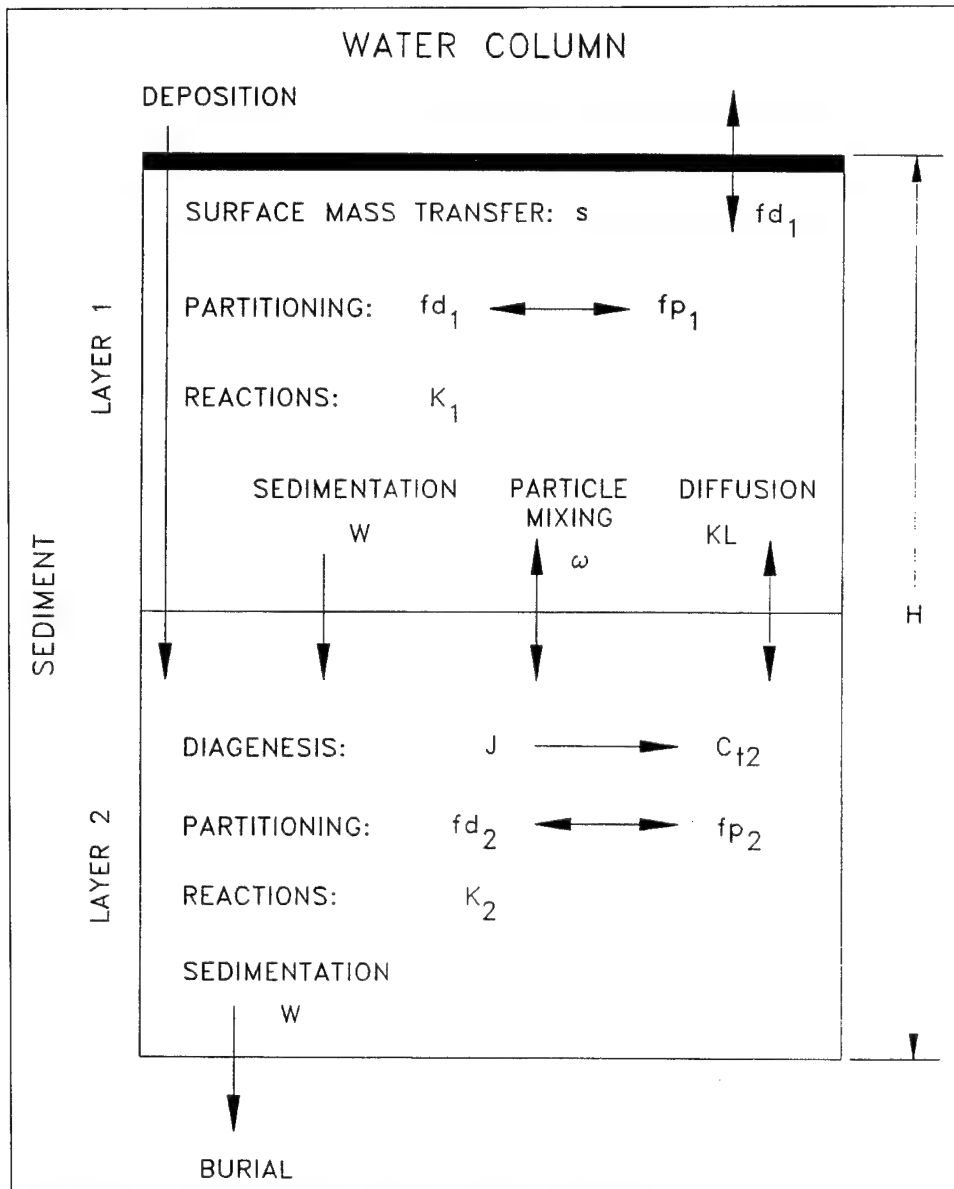 WATER COLUMN
DEPOSITION
SURFACE MASS TRANSFER: s fd₁
PARTITIONING: fd₁ fp₁
REACTIONS: K₁
LAYER 1
SEDIMENTATION PARTICLE DIFFUSION
MIXING
W ω KL
SEDIMENT
H
DIAGENESIS: J Cₜ₂
PARTITIONING: fd₂ fp₂
REACTIONS: K₂
LAYER 2
SEDIMENTATION
W
BURIAL